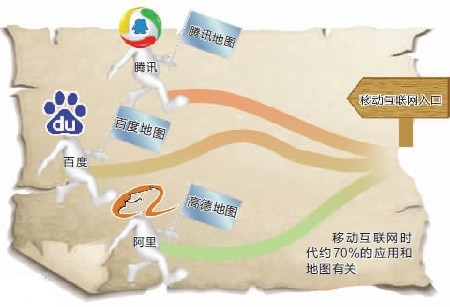 腾讯地图
腾讯
移动互联网入口
du
百度地图
百度
高德地图
阿里
移动互联网时
代约70%的应用和
地图有关